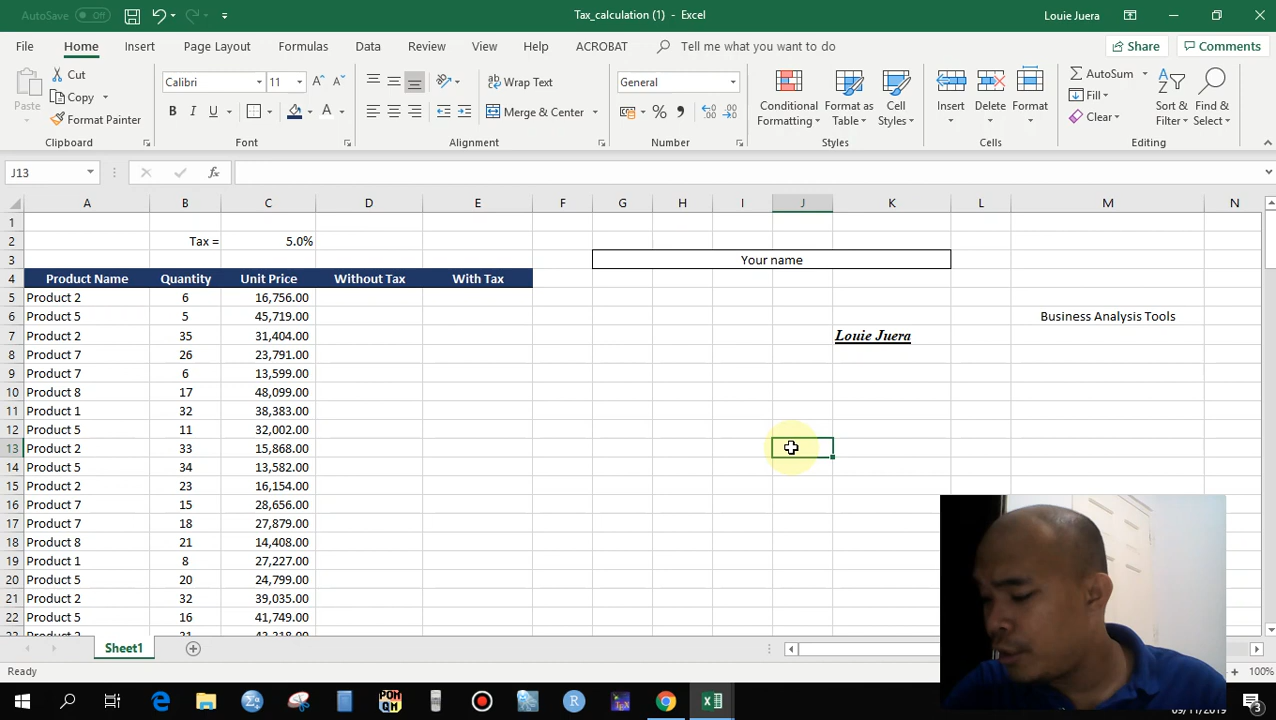 AutoSave Off
Tax_calculation (1) - Excel
Louie Juera
File Home Insert Page Layout Formulas Data Review View Help ACROBAT Tell me what you want to do Share Comments
Paste
Cut
Copy
Format Painter
Clipboard
Calibri 11
B I U
Font
Wrap Text
Merge & Center
Alignment
General
Number
Conditional Formatting
Format as Table
Cell Styles
Styles
Insert Delete Format
Cells
AutoSum
Fill
Clear
Sort & Filter
Find & Select
Editing
J13
fx
A B C D E F G H I J K L M N
1
2 Tax = 5.0%
3 Your name
4 Product Name Quantity Unit Price Without Tax With Tax
5 Product 2 6 16,756.00
6 Product 5 5 45,719.00 Business Analysis Tools
7 Product 2 35 31,404.00 Louie Juera
8 Product 7 26 23,791.00
9 Product 7 6 13,599.00
10 Product 8 17 48,099.00
11 Product 1 32 38,383.00
12 Product 5 11 32,002.00
13 Product 2 33 15,868.00
14 Product 5 34 13,582.00
15 Product 2 23 16,154.00
16 Product 7 15 28,656.00
17 Product 7 18 27,879.00
18 Product 8 21 14,408.00
19 Product 1 8 27,227.00
20 Product 5 20 24,799.00
21 Product 2 32 39,035.00
22 Product 5 16 41,749.00
Sheet1
Ready
100%
POM QM
R
09/11/2019
3